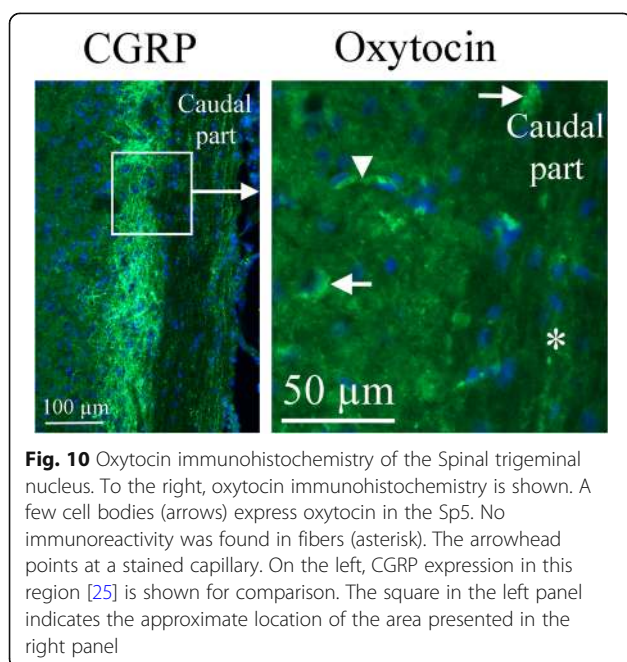 CGRP
Oxytocin
Caudal
part
100 µm
Caudal
part
*
50 µm
Fig. 10 Oxytocin immunohistochemistry of the Spinal trigeminal
nucleus. To the right, oxytocin immunohistochemistry is shown. A
few cell bodies (arrows) express oxytocin in the Sp5. No
immunoreactivity was found in fibers (asterisk). The arrowhead
points at a stained capillary. On the left, CGRP expression in this
region [25] is shown for comparison. The square in the left panel
indicates the approximate location of the area presented in the
right panel